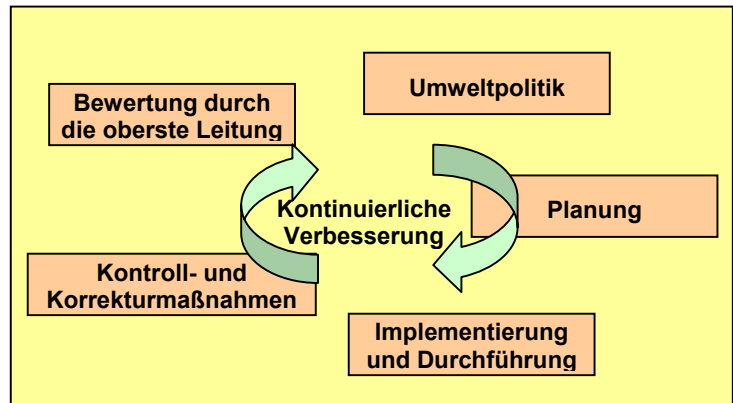 Umweltpolitik
Bewertung durch
die oberste Leitung
Kontinuierliche
Verbesserung
Planung
Kontroll- und
Korrekturmaßnahmen
Implementierung
und Durchführung